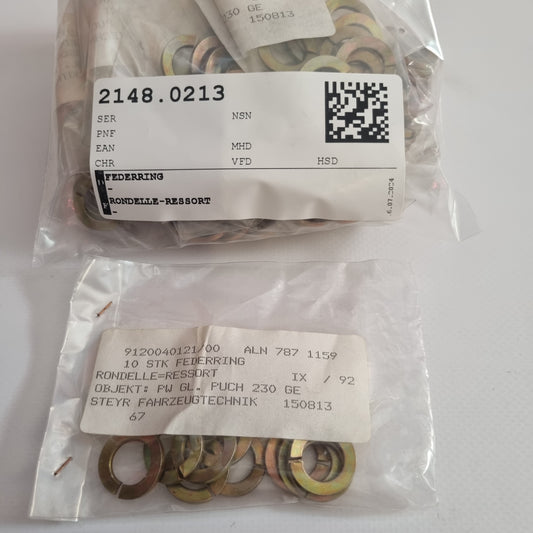 230 GE
150813
2148.0213
SER NSN
PNF
EAN MHD
CHR VFD HSD
FEDERRING
-
RONDELLE-RESSORT
-
9120040121/00 ALN 787 1159
10 STK FEDERRING
RONDELLE=RESSORT IX / 92
OBJEKT: PW GL. PUCH 230 GE
STEYR FAHRZEUGTECHNIK 150813
67